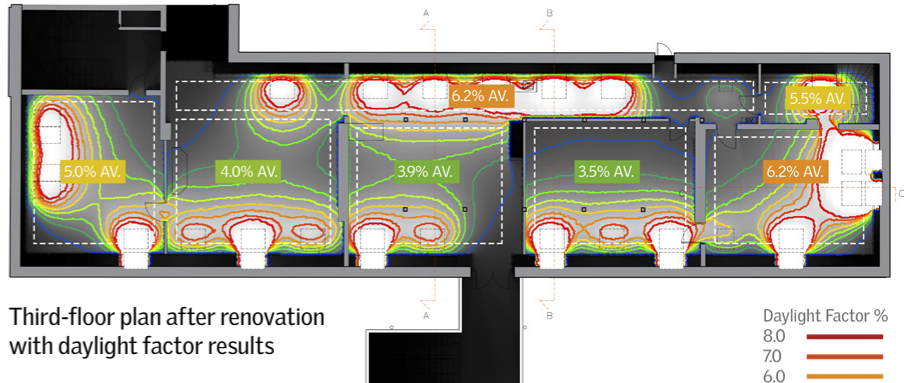 A
B
6.2% AV.
5.5% AV.
5.0% AV.
4.0% AV.
3.9% AV.
3.5% AV.
6.2% AV.
C
A
B
Third-floor plan after renovation
with daylight factor results
Daylight Factor %
8.0
7.0
6.0